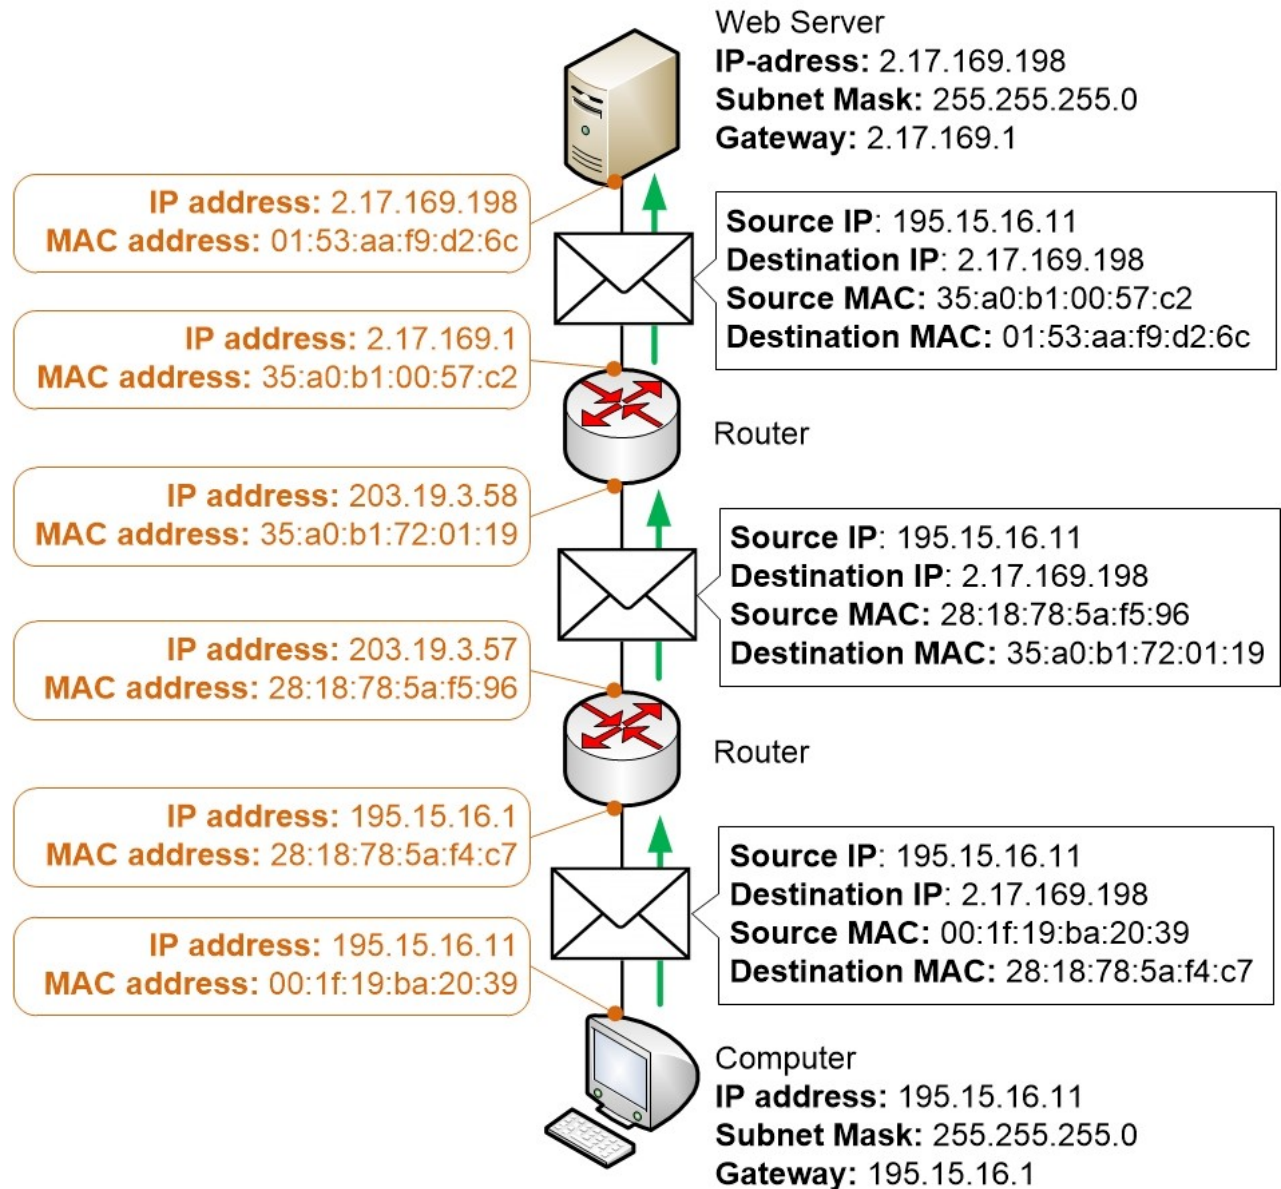 Web Server
IP-adress: 2.17.169.198
Subnet Mask: 255.255.255.0
Gateway: 2.17.169.1
IP address: 2.17.169.198
MAC address: 01:53:aa:f9:d2:6c
Source IP: 195.15.16.11
Destination IP: 2.17.169.198
Source MAC: 35:a0:b1:00:57:c2
Destination MAC: 01:53:aa:f9:d2:6c
IP address: 2.17.169.1
MAC address: 35:a0:b1:00:57:c2
Router
IP address: 203.19.3.58
MAC address: 35:a0:b1:72:01:19
Source IP: 195.15.16.11
Destination IP: 2.17.169.198
Source MAC: 28:18:78:5a:f5:96
Destination MAC: 35:a0:b1:72:01:19
IP address: 203.19.3.57
MAC address: 28:18:78:5a:f5:96
Router
IP address: 195.15.16.1
MAC address: 28:18:78:5a:f4:c7
Source IP: 195.15.16.11
Destination IP: 2.17.169.198
Source MAC: 00:1f:19:ba:20:39
Destination MAC: 28:18:78:5a:f4:c7
IP address: 195.15.16.11
MAC address: 00:1f:19:ba:20:39
Computer
IP address: 195.15.16.11
Subnet Mask: 255.255.255.0
Gateway: 195.15.16.1